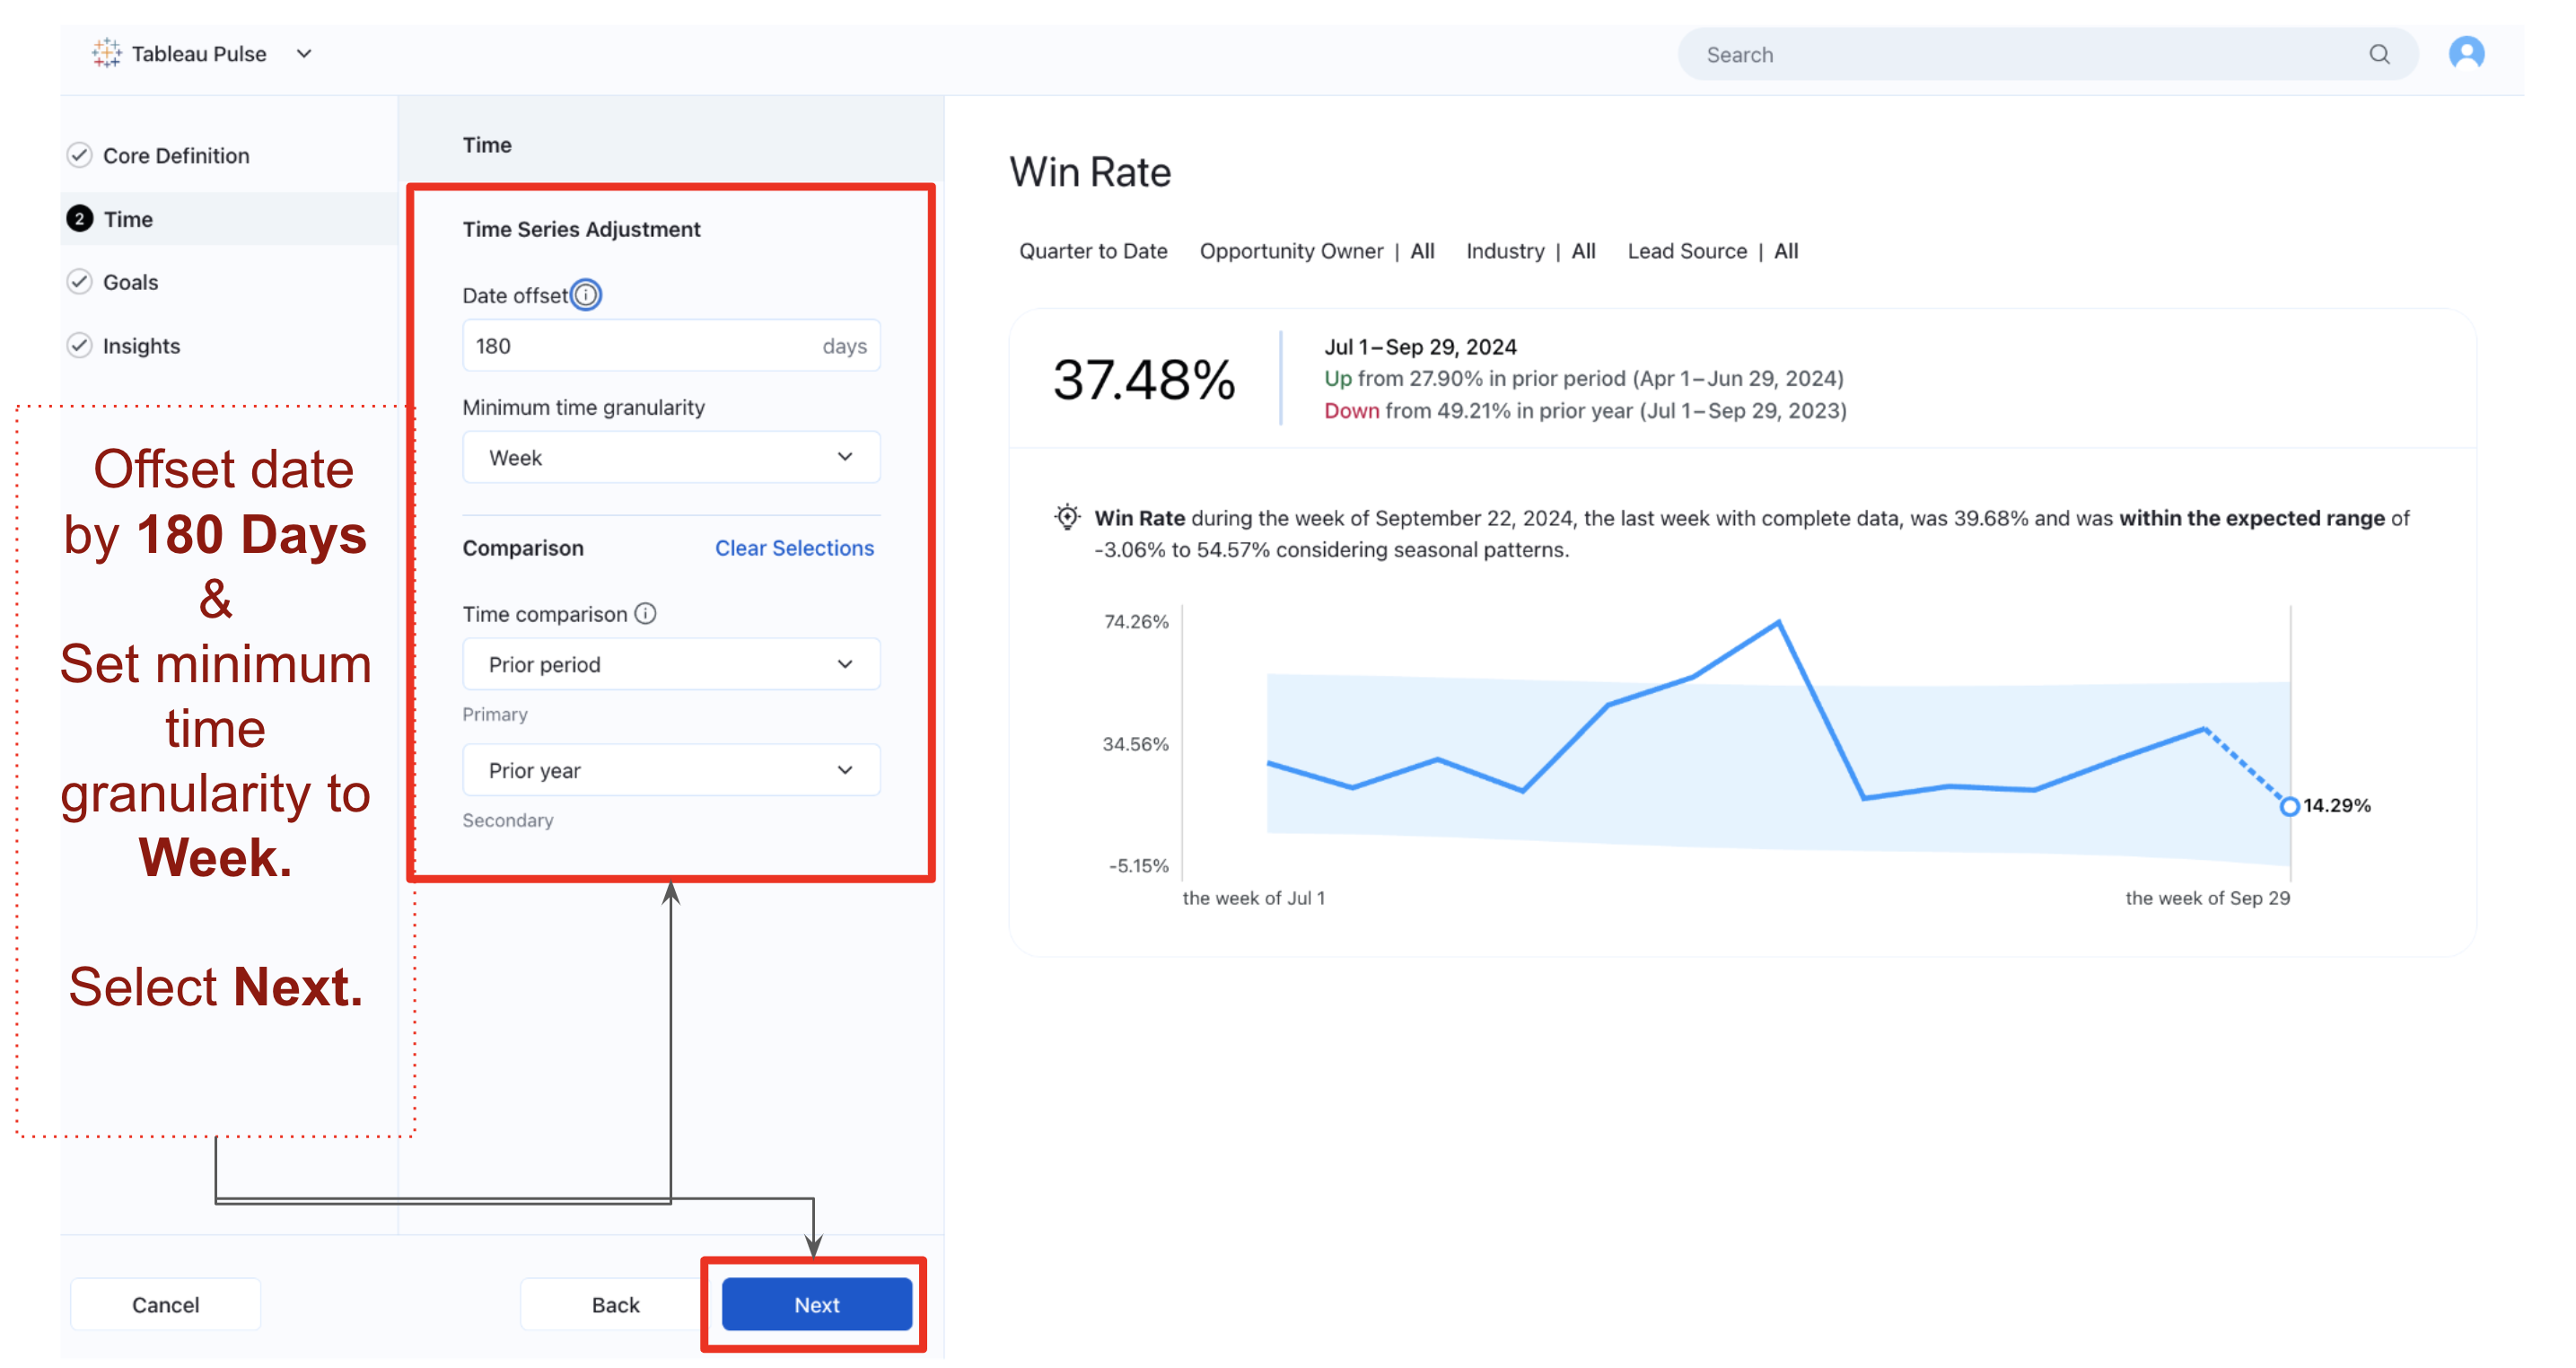 Tableau Pulse
Search
Core Definition
2 Time
Goals
Insights
Offset date
by 180 Days
&
Set minimum
time
granularity to
Week.
Select Next.
Time
Time Series Adjustment
Date offset
180 days
Minimum time granularity
Week
Comparison Clear Selections
Time comparison
Prior period
Primary
Prior year
Secondary
Cancel
Back
Next
Win Rate
Quarter to Date Opportunity Owner | All Industry | All Lead Source | All
37.48%
Jul 1–Sep 29, 2024
Up from 27.90% in prior period (Apr 1–Jun 29, 2024)
Down from 49.21% in prior year (Jul 1–Sep 29, 2023)
Win Rate during the week of September 22, 2024, the last week with complete data, was 39.68% and was within the expected range of
-3.06% to 54.57% considering seasonal patterns.
74.26%
34.56%
-5.15%
14.29%
the week of Jul 1
the week of Sep 29